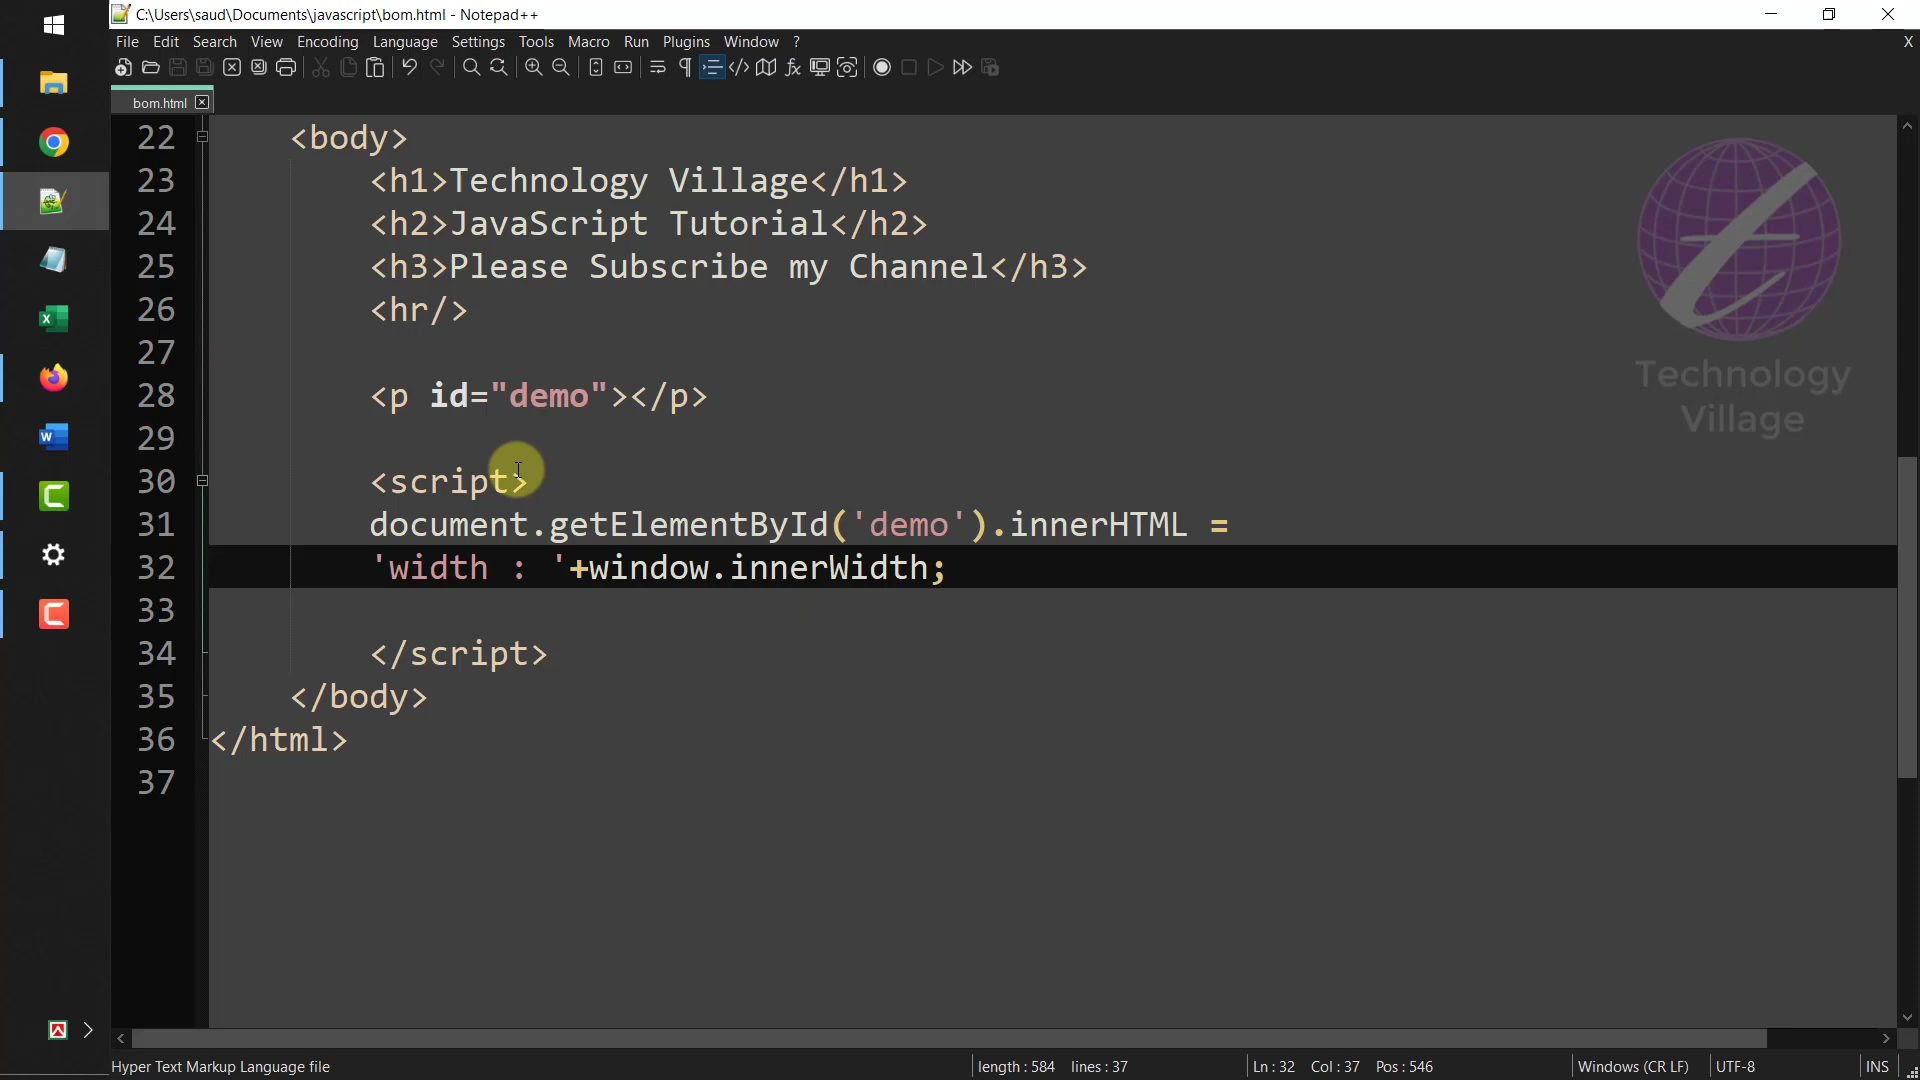 C:\Users\saud\Documents\javascript\bom.html - Notepad++
File Edit Search View Encoding Language Settings Tools Macro Run Plugins Window ? X
bom.html
22 <body>
23 <h1>Technology Village</h1>
24 <h2>JavaScript Tutorial</h2>
25 <h3>Please Subscribe my Channel</h3>
26 <hr/>
27
28 <p id="demo"></p>
29
30 <script>
31 document.getElementById('demo').innerHTML =
32 'width : '+window.innerWidth;
33
34 </script>
35 </body>
36 </html>
37
Technology
Village
Hyper Text Markup Language file length : 584 lines : 37 Ln : 32 Col : 37 Pos : 546 Windows (CR LF) UTF-8 INS